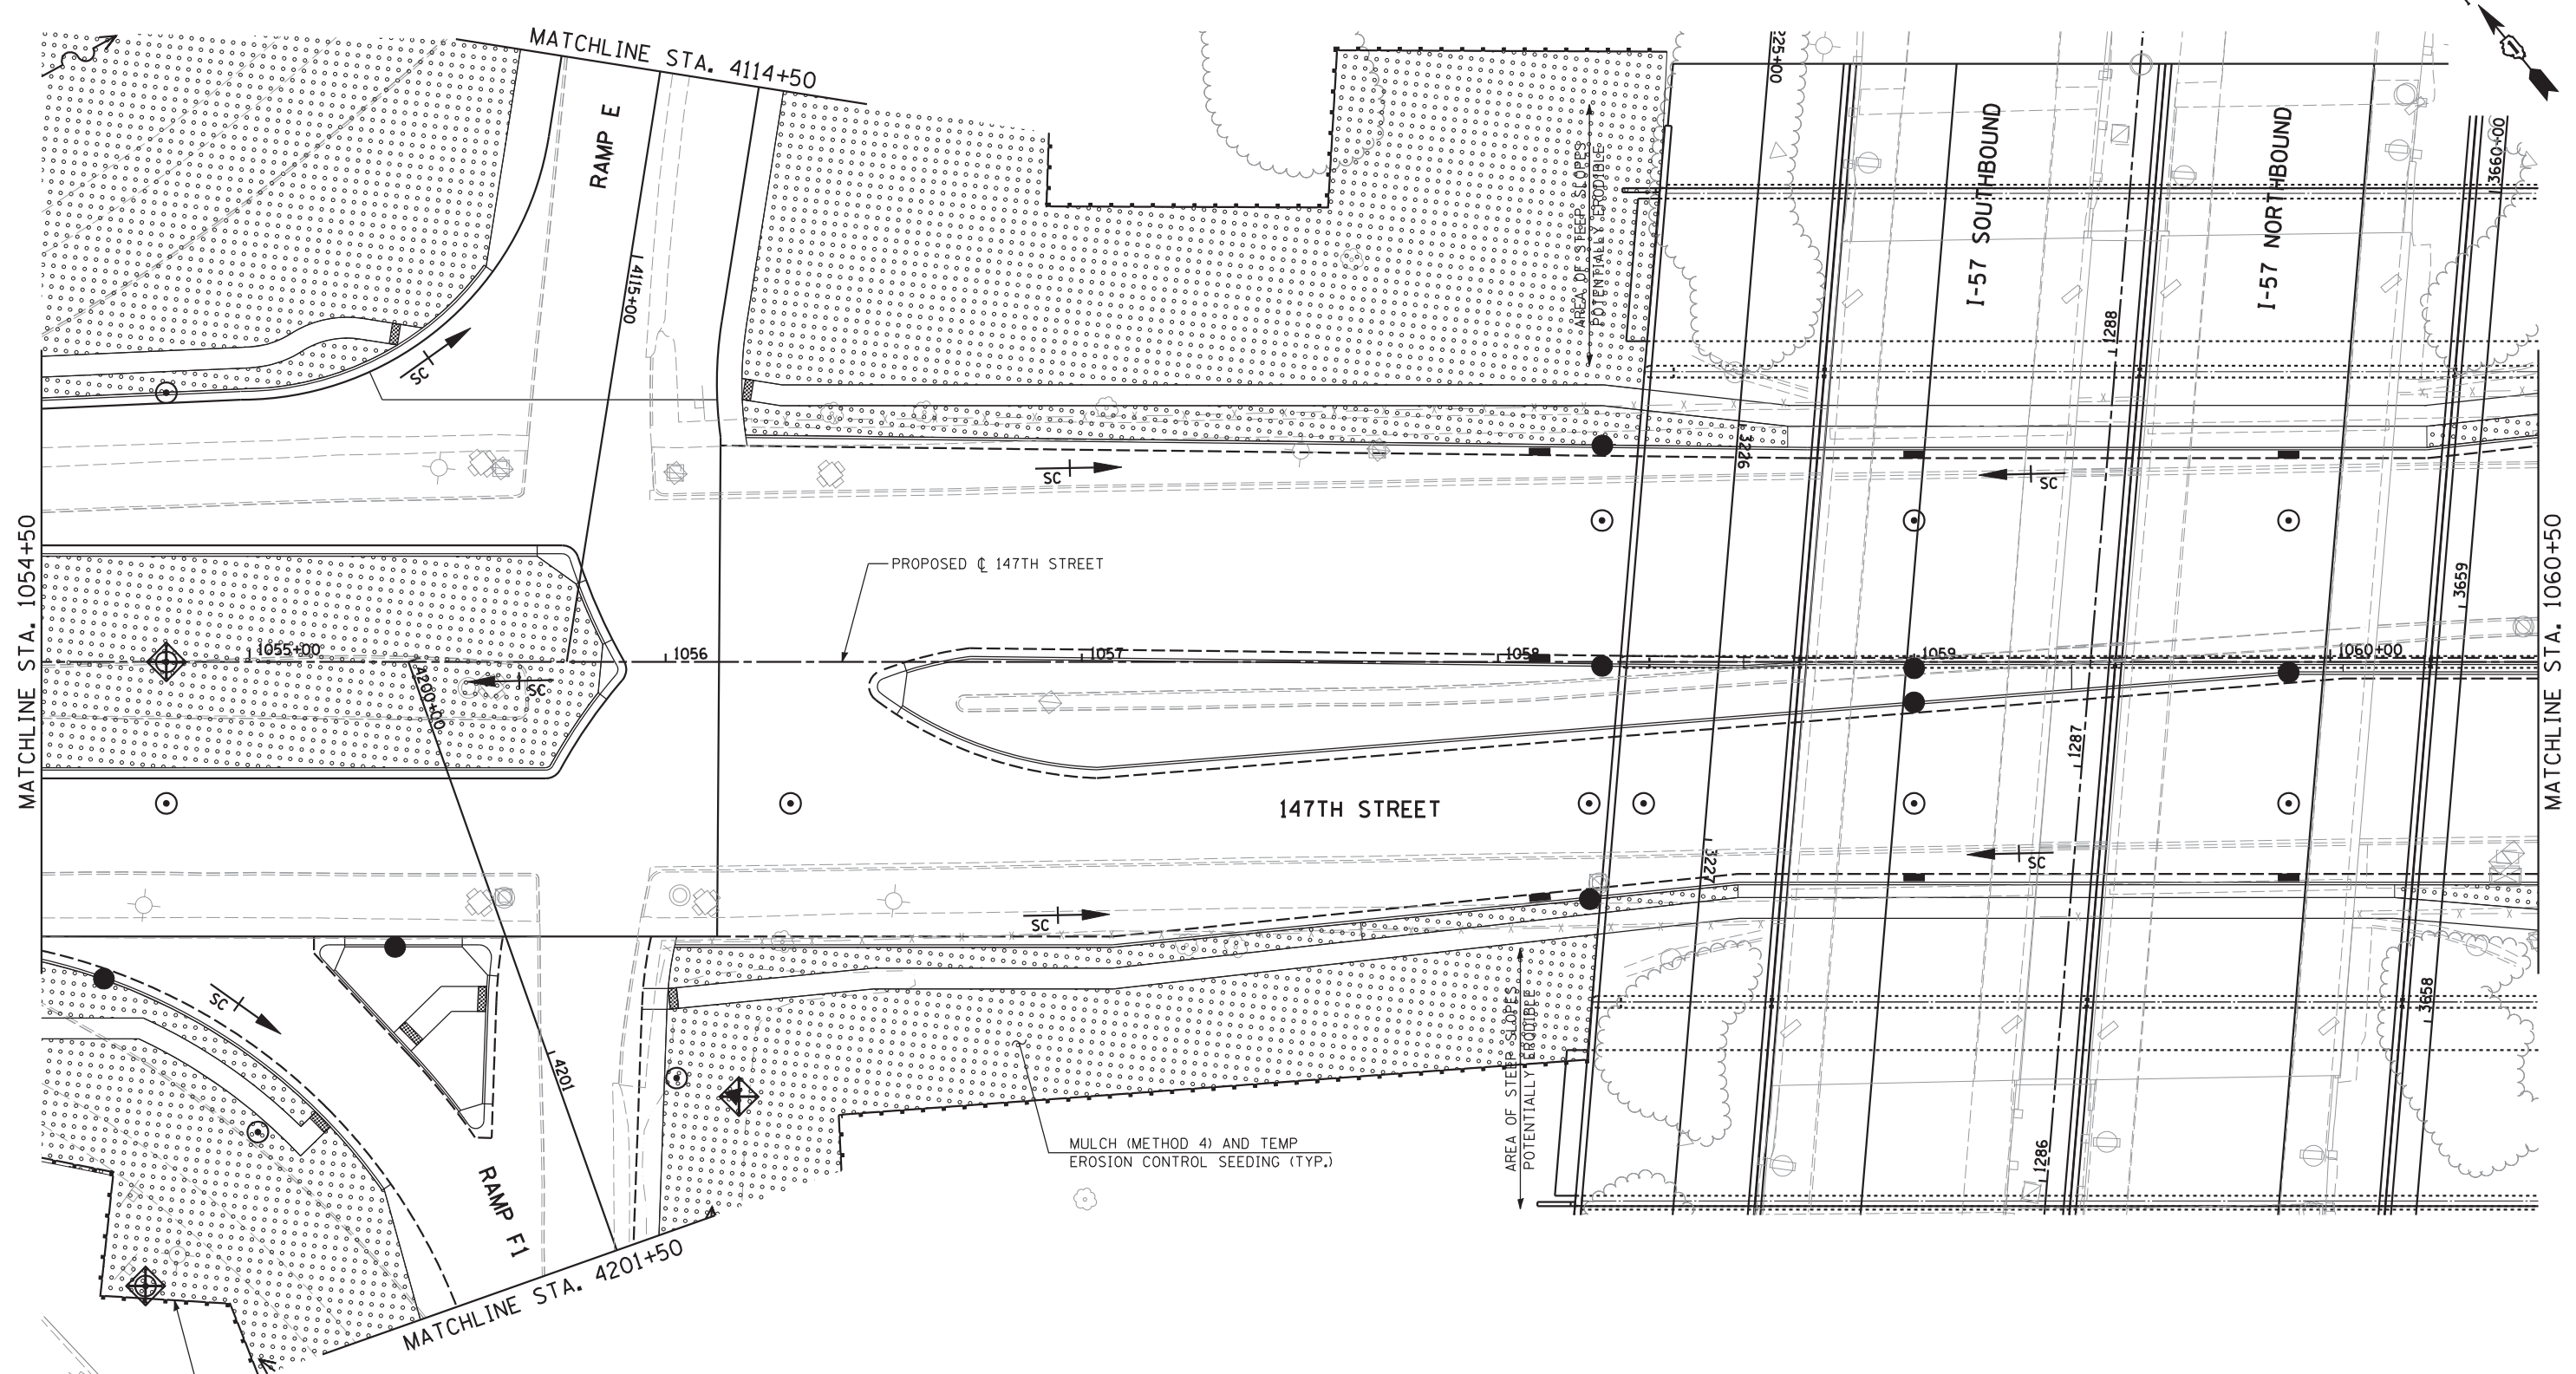 MATCHLINE STA. 4114+50
RAMP E
4115+00
225+00
I-57 SOUTHBOUND
I-57 NORTHBOUND
3660+00
AREA OF STEEP SLOPES
POTENTIALLY ERODIBLE
1288
SC
SC
3226
SC
MATCHLINE STA. 1054+50
PROPOSED ℄ 147TH STREET
MATCHLINE STA. 1060+50
3659
1055+00
1056
1057
1058
1059
1060+00
SC
4200+00
1287
147TH STREET
3227
SC
SC
SC
4201
3658
MULCH (METHOD 4) AND TEMP
EROSION CONTROL SEEDING (TYP.)
AREA OF STEEP SLOPES
POTENTIALLY ERODIBLE
1286
RAMP F1
MATCHLINE STA. 4201+50